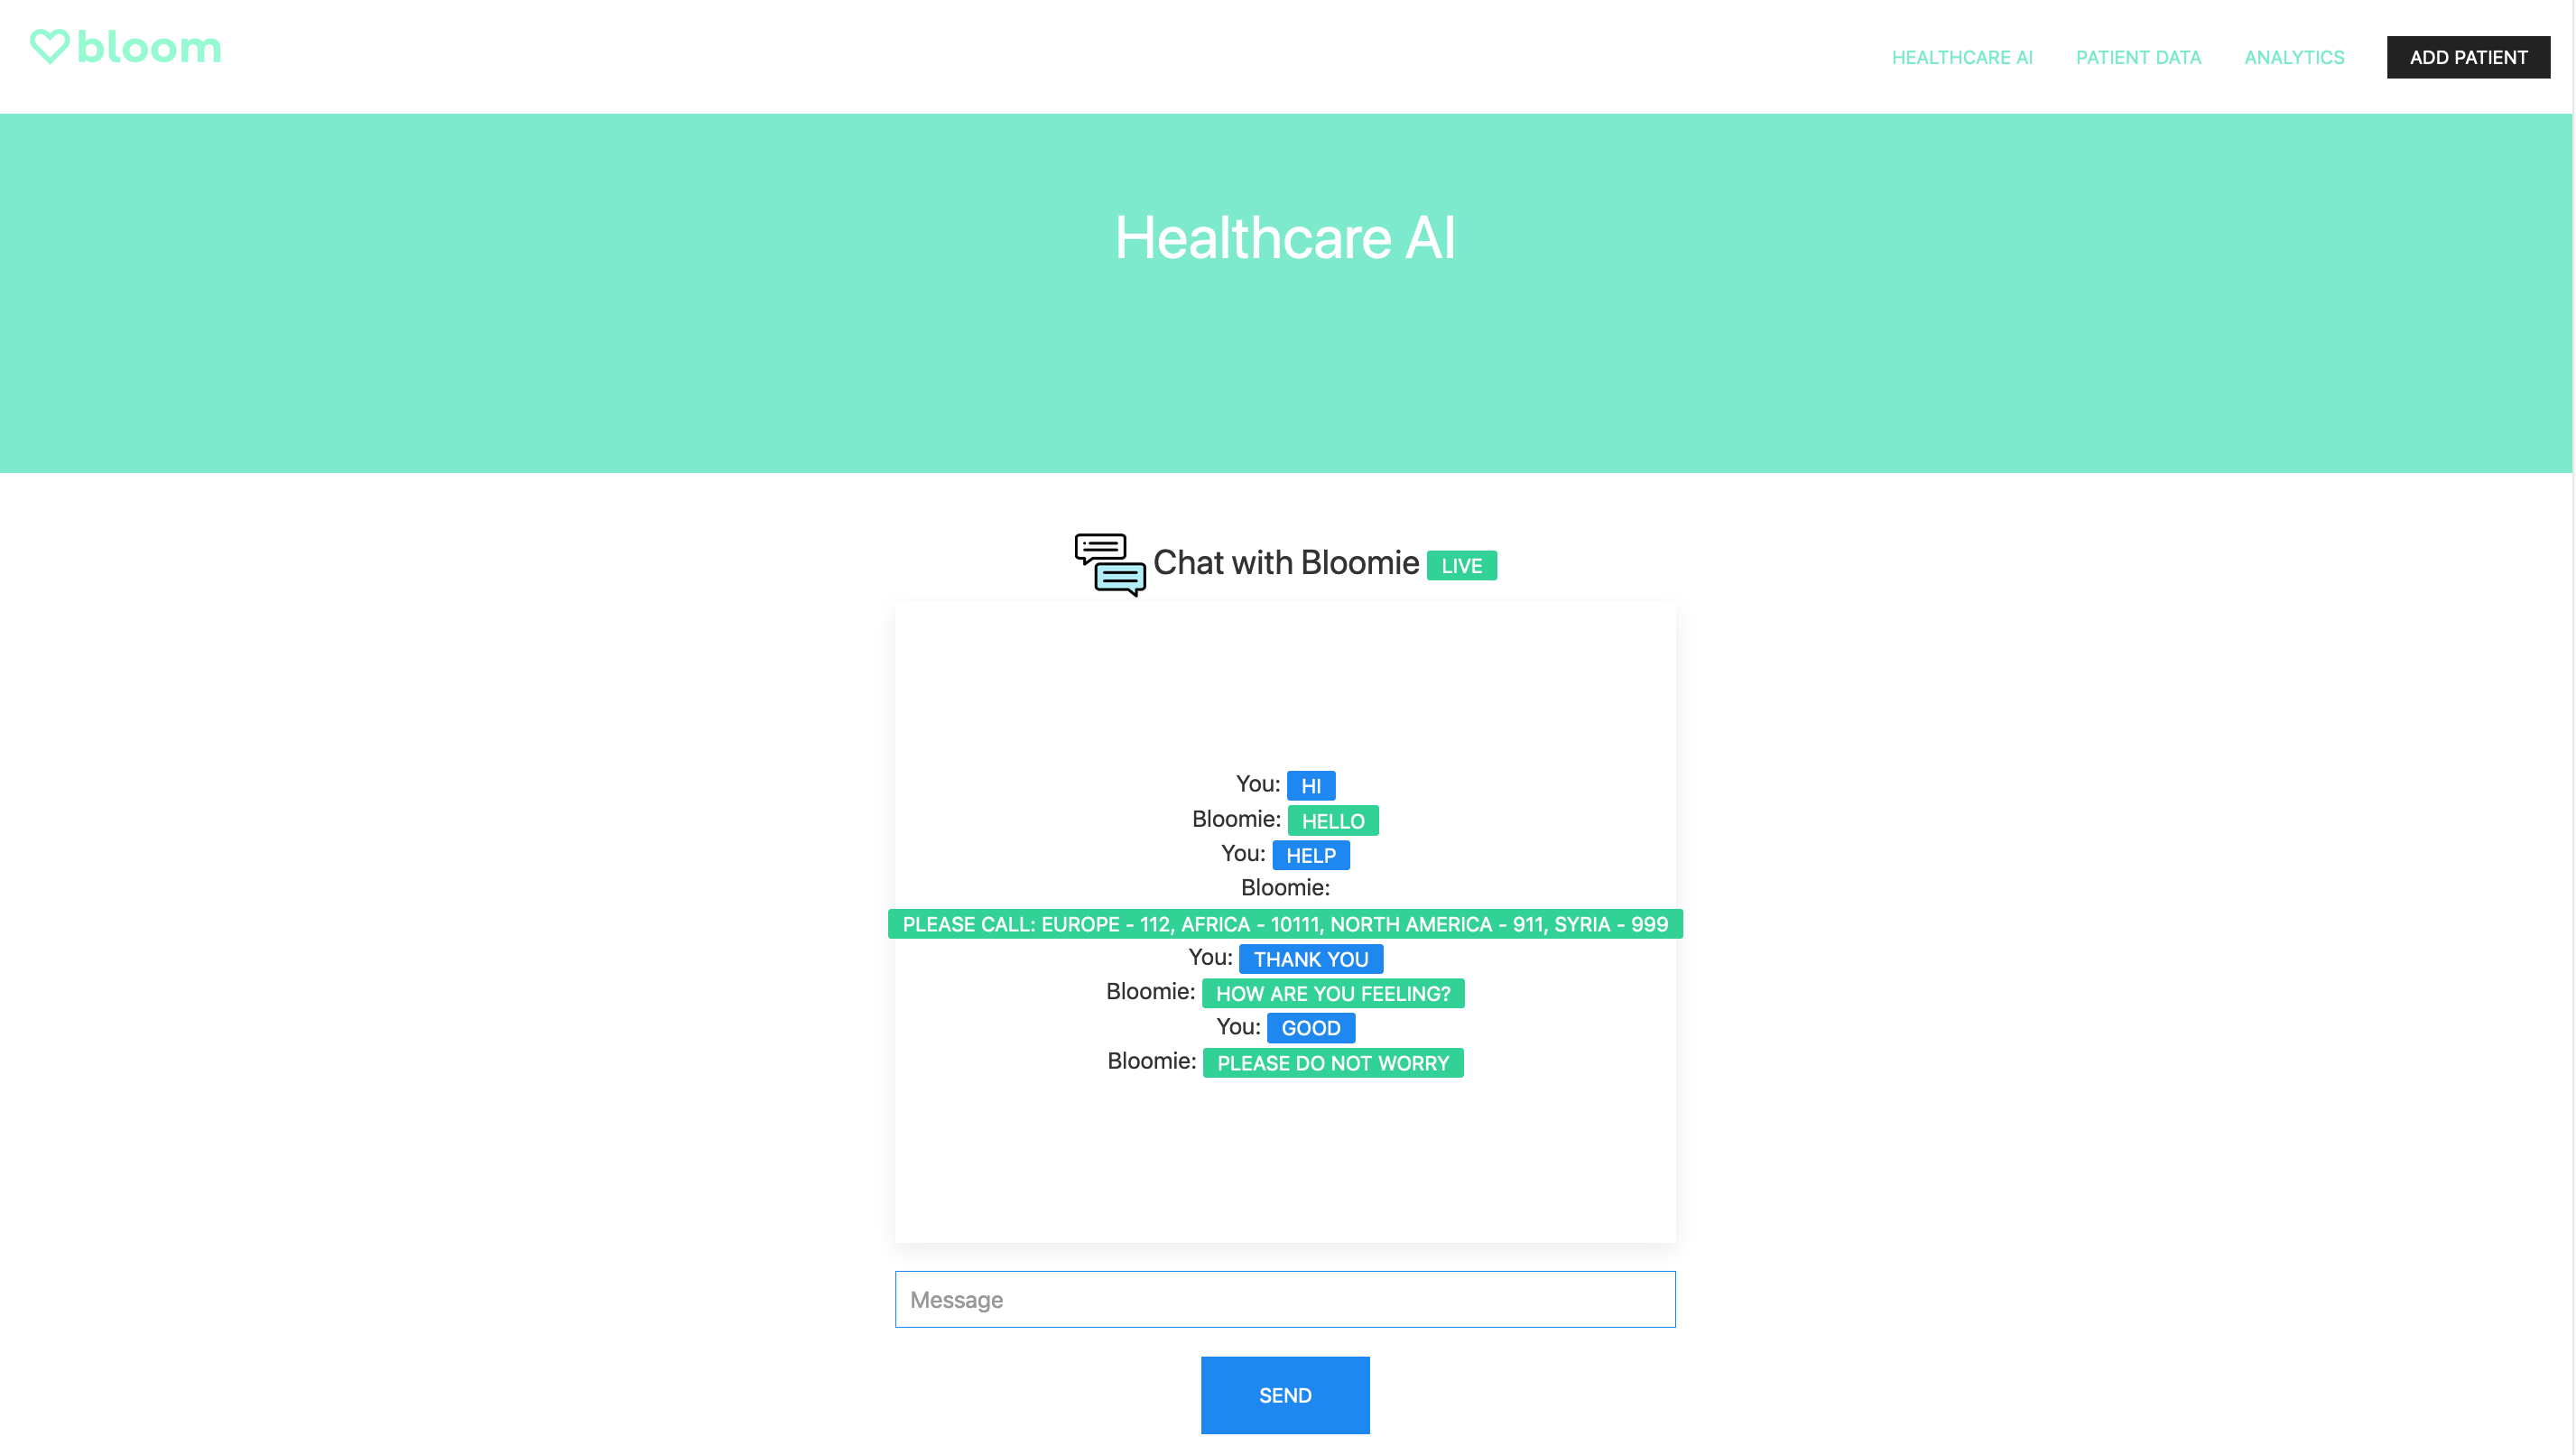 bloom
HEALTHCARE AI PATIENT DATA ANALYTICS ADD PATIENT
Healthcare AI
Chat with Bloomie LIVE
You: HI
Bloomie: HELLO
You: HELP
Bloomie:
PLEASE CALL: EUROPE - 112, AFRICA - 10111, NORTH AMERICA - 911, SYRIA - 999
You: THANK YOU
Bloomie: HOW ARE YOU FEELING?
You: GOOD
Bloomie: PLEASE DO NOT WORRY
Message
SEND